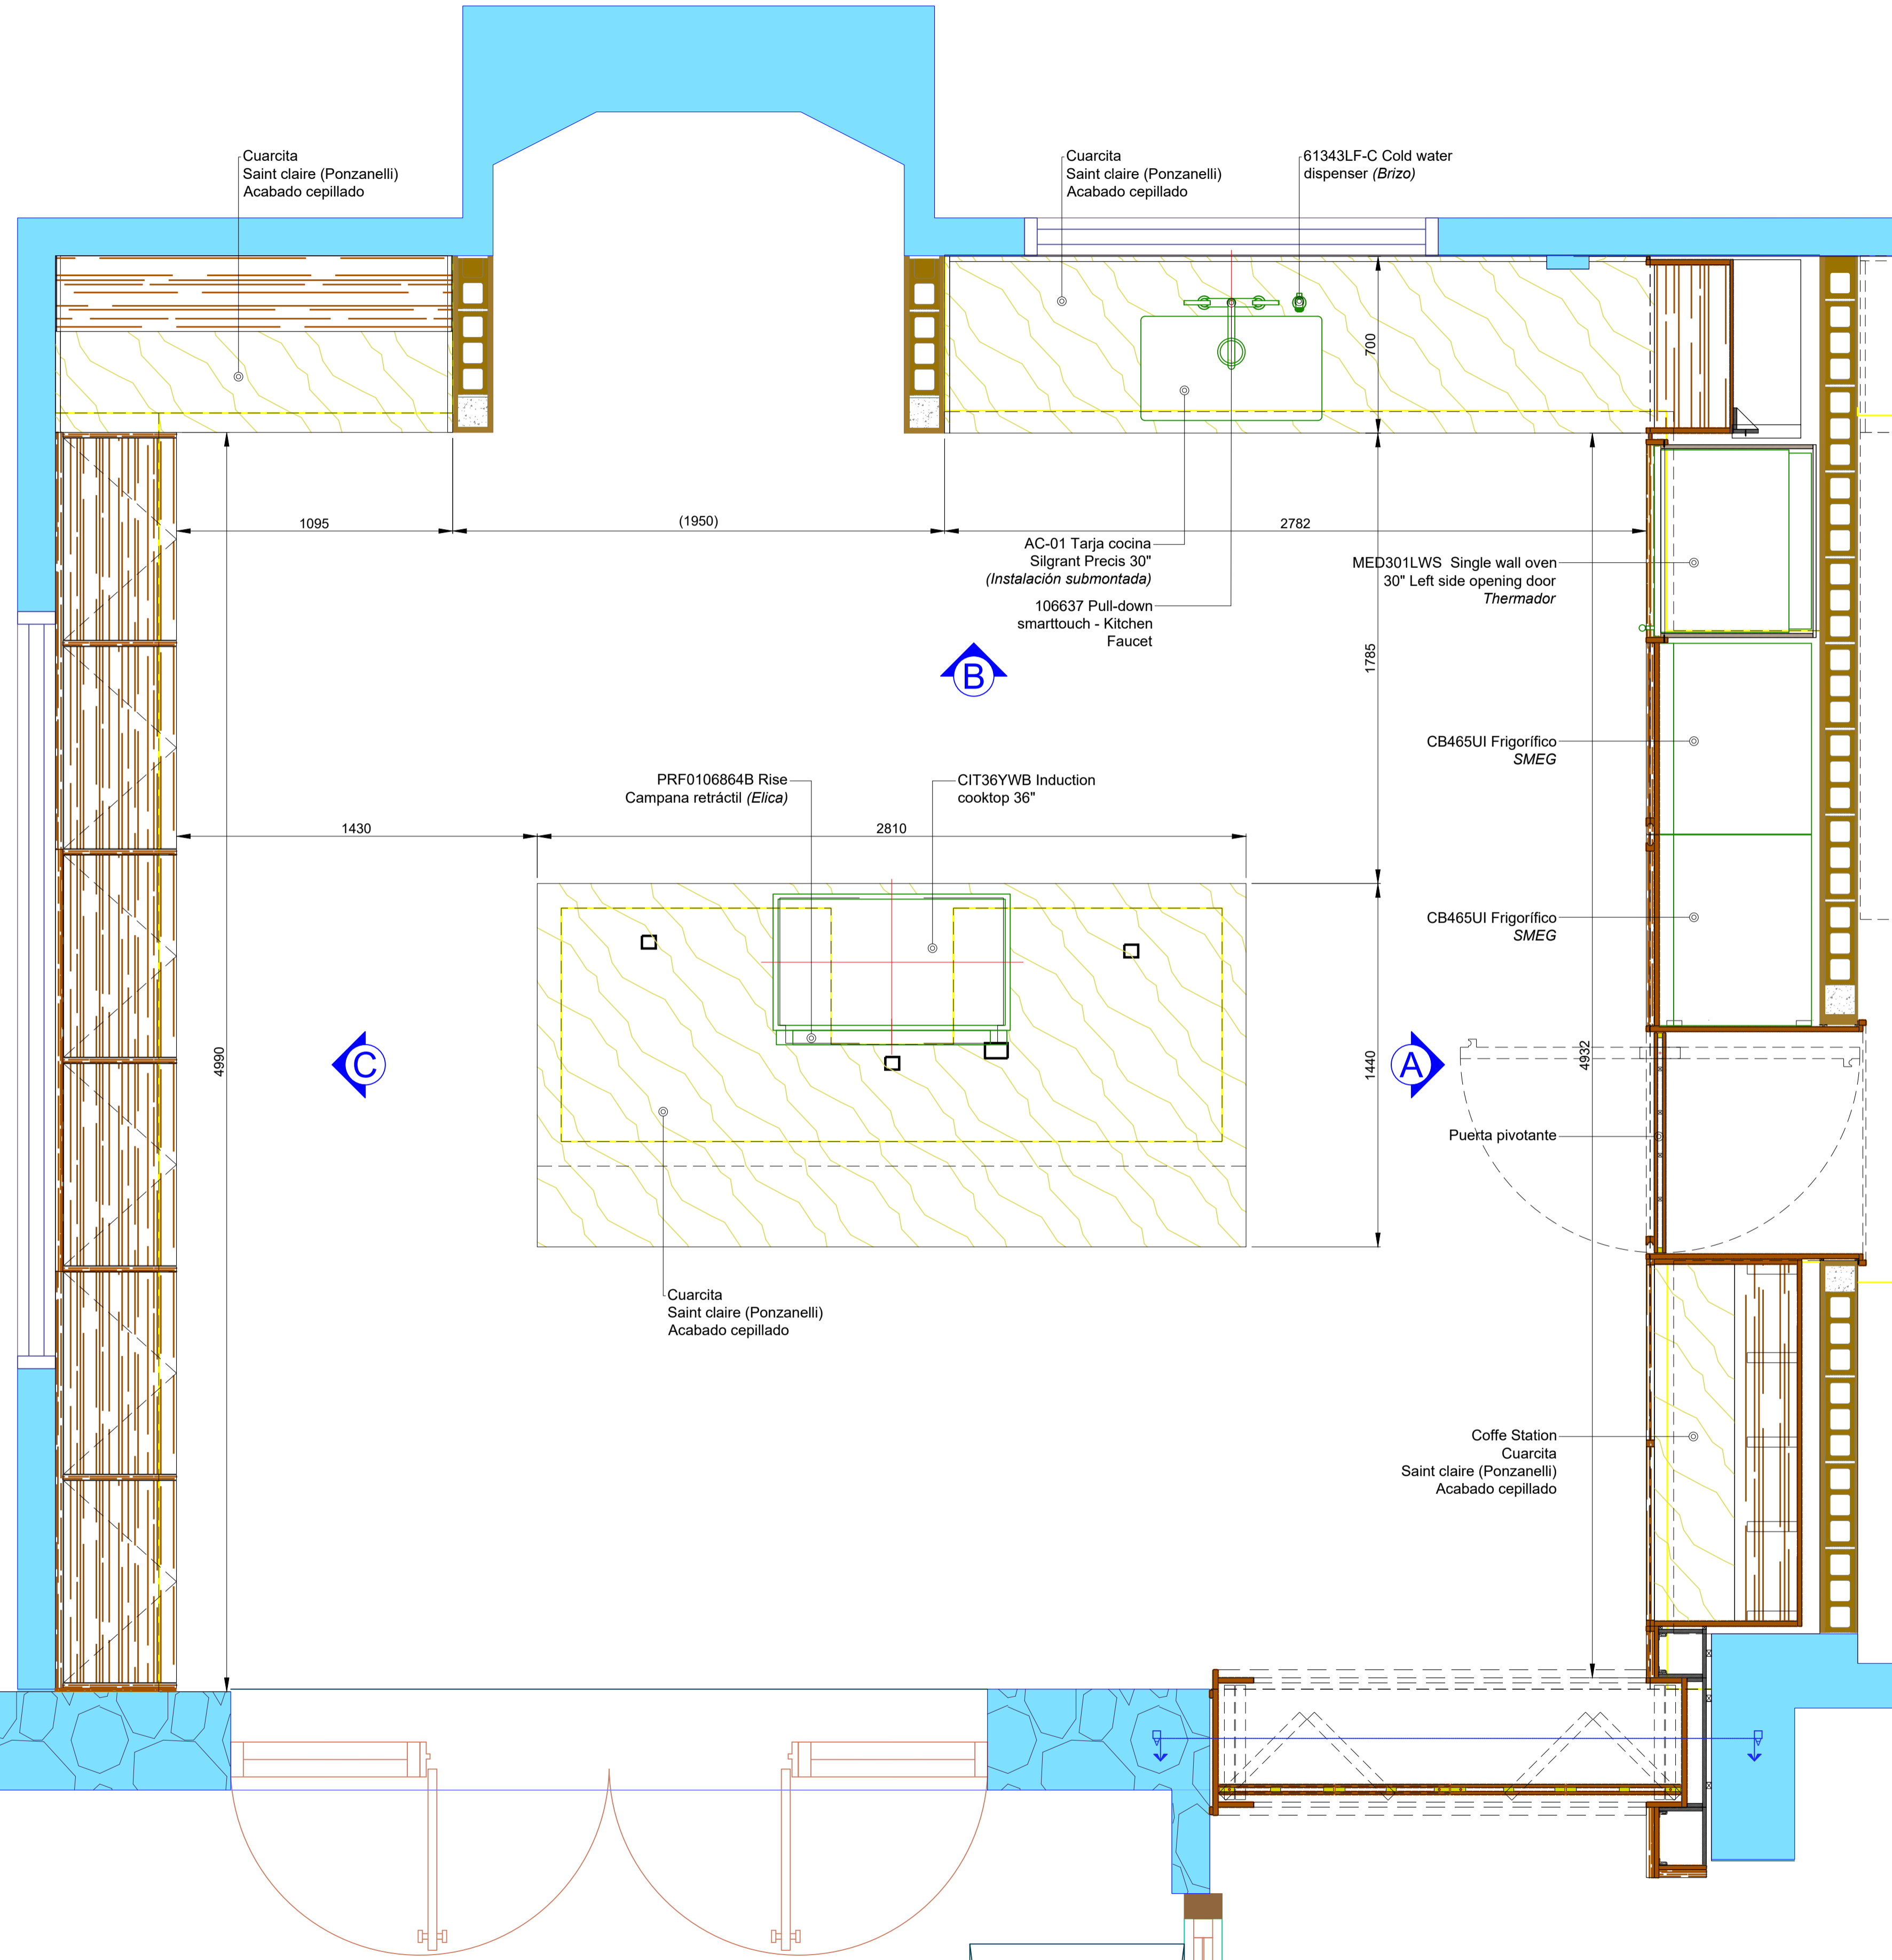 Cuarcita
Saint claire (Ponzanelli)
Acabado cepillado
Cuarcita
Saint claire (Ponzanelli)
Acabado cepillado
61343LF-C Cold water
dispenser (Brizo)
700
1095
(1950)
2782
AC-01 Tarja cocina
Silgrant Precis 30"
(Instalación submontada)
106637 Pull-down
smarttouch - Kitchen
Faucet
MED301LWS Single wall oven
30" Left side opening door
Thermador
1785
B
CB465UI Frigorífico
SMEG
PRF0106864B Rise
Campana retráctil (Elica)
CIT36YWB Induction
cooktop 36"
1430
2810
CB465UI Frigorífico
SMEG
4990
C
1440
A
4932
Puerta pivotante
Cuarcita
Saint claire (Ponzanelli)
Acabado cepillado
Coffe Station
Cuarcita
Saint claire (Ponzanelli)
Acabado cepillado